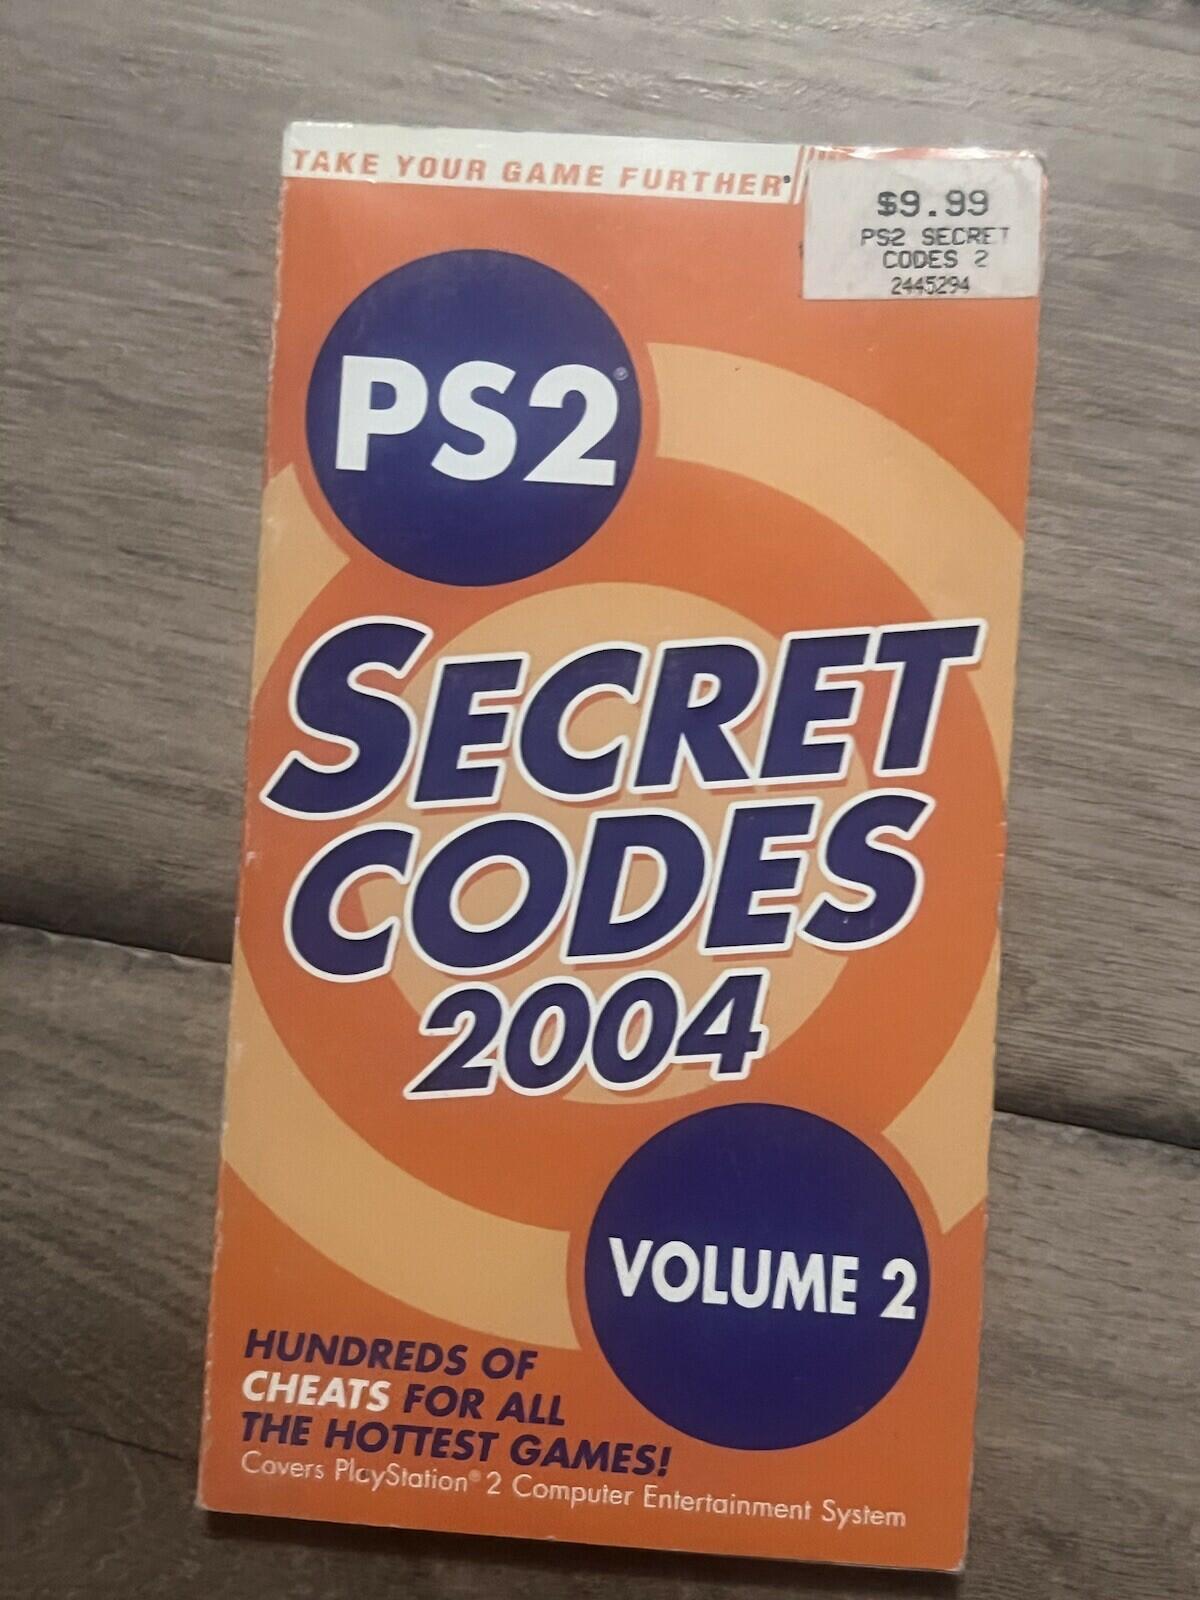 TAKE YOUR GAME FURTHER®
$9.99
PS2 SECRET
CODES 2
2445294
PS2®
SECRET
CODES
2004
VOLUME 2
HUNDREDS OF
CHEATS FOR ALL
THE HOTTEST GAMES!
Covers PlayStation® 2 Computer Entertainment System